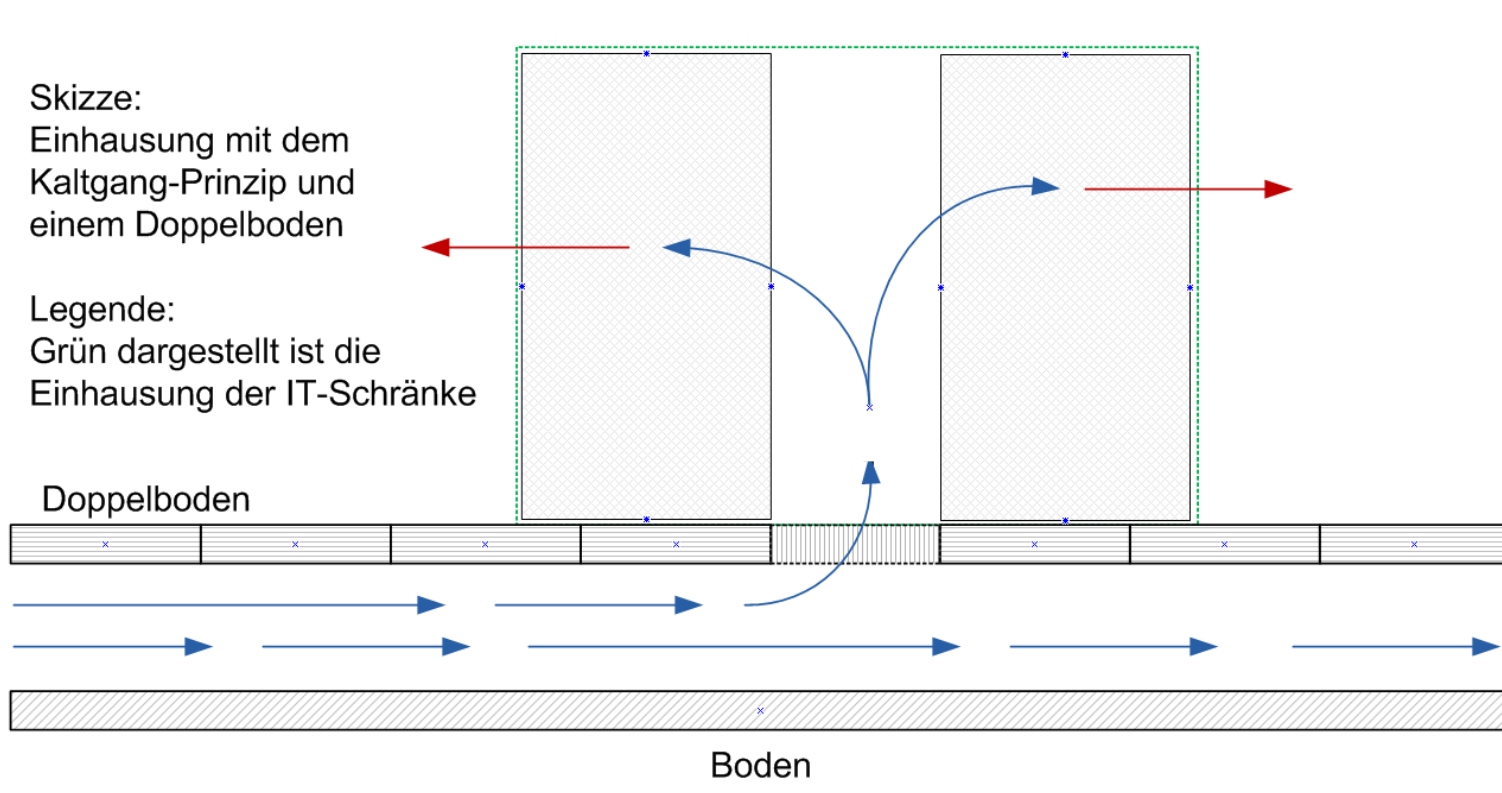 Skizze:
Einhausung mit dem
Kaltgang-Prinzip und
einem Doppelboden
Legende:
Grün dargestellt ist die
Einhausung der IT-Schränke
Doppelboden
Boden